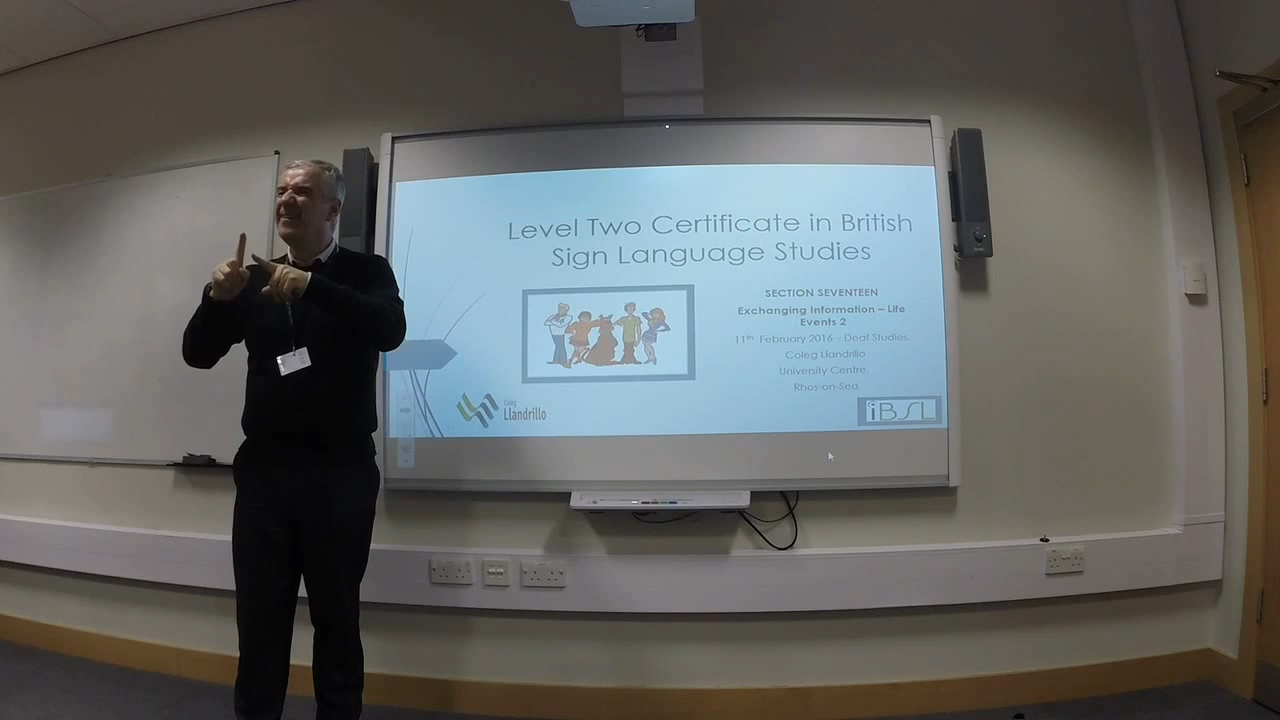 Level Two Certificate in British
Sign Language Studies
SECTION SEVENTEEN
Exchanging Information – Life
Events 2
11th February 2016 – Deaf Studies,
Coleg Llandrillo
University Centre,
Rhos-on-Sea
Coleg
Llandrillo
iBSL